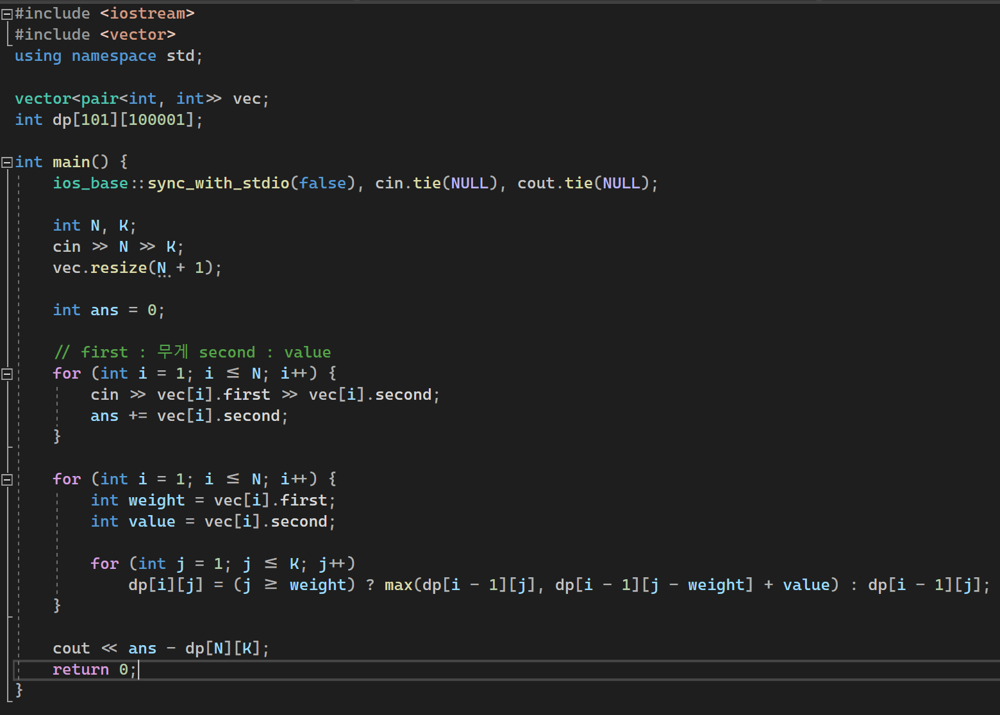 #include <iostream>
#include <vector>
using namespace std;
vector<pair<int, int>> vec;
int dp[101][100001];
int main() {
ios_base::sync_with_stdio(false), cin.tie(NULL), cout.tie(NULL);
int N, K;
cin >> N >> K;
vec.resize(N + 1);
int ans = 0;
// first : 무게 second : value
for (int i = 1; i <= N; i++) {
cin >> vec[i].first >> vec[i].second;
ans += vec[i].second;
}
for (int i = 1; i <= N; i++) {
int weight = vec[i].first;
int value = vec[i].second;
for (int j = 1; j <= K; j++)
dp[i][j] = (j >= weight) ? max(dp[i - 1][j], dp[i - 1][j - weight] + value) : dp[i - 1][j];
}
cout << ans - dp[N][K];
return 0;
}